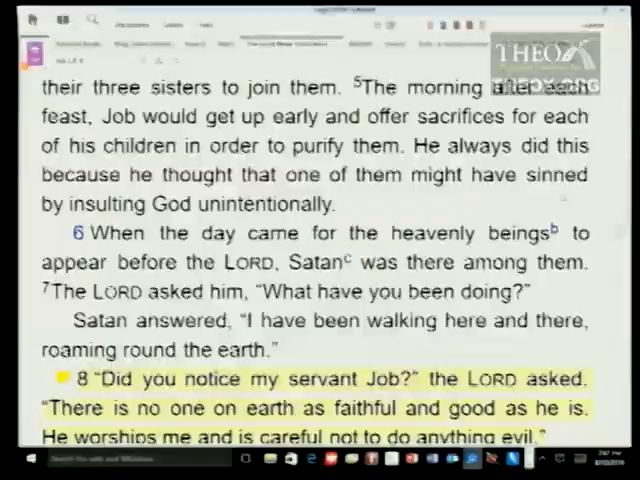 THEOX
THEOX.ORG
their three sisters to join them. ⁵The morning after each
feast, Job would get up early and offer sacrifices for each
of his children in order to purify them. He always did this
because he thought that one of them might have sinned
by insulting God unintentionally.
6 When the day came for the heavenly beingsᵇ to
appear before the LORD, Satanᶜ was there among them.
⁷The LORD asked him, “What have you been doing?”
Satan answered, “I have been walking here and there,
roaming round the earth.”
8 “Did you notice my servant Job?” the LORD asked.
“There is no one on earth as faithful and good as he is.
He worships me and is careful not to do anything evil.”